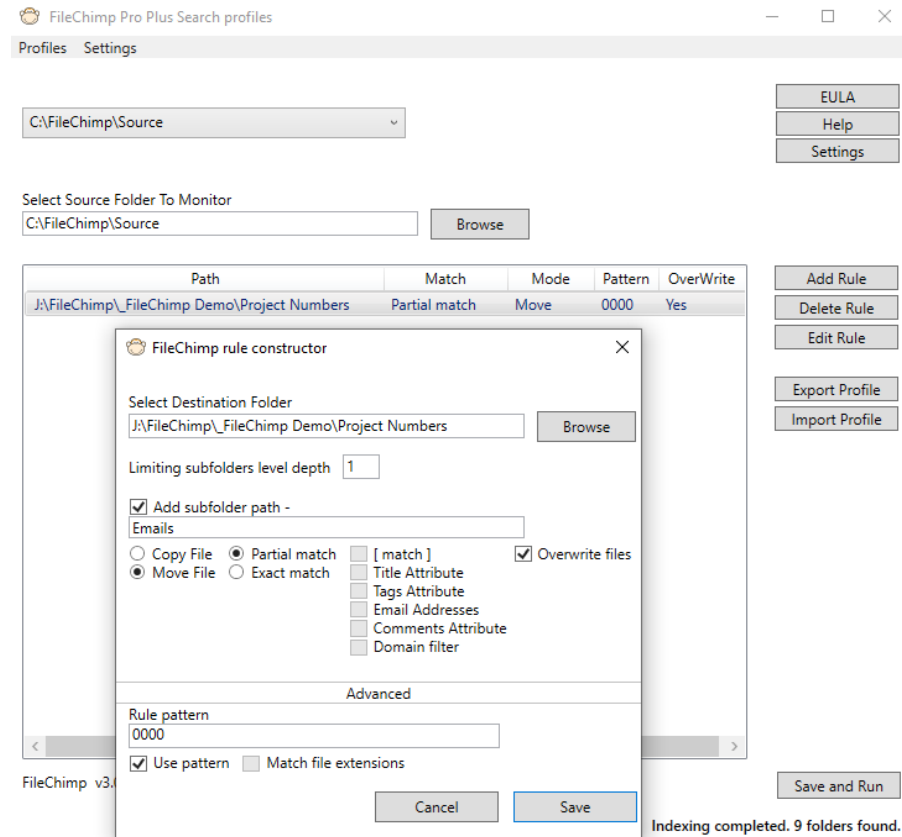 FileChimp Pro Plus Search profiles
Profiles Settings
C:\FileChimp\Source
EULA
Help
Settings
Select Source Folder To Monitor
C:\FileChimp\Source
Browse
Path Match Mode Pattern OverWrite
J:\FileChimp\_FileChimp Demo\Project Numbers Partial match Move 0000 Yes
Add Rule
Delete Rule
Edit Rule
Export Profile
Import Profile
FileChimp rule constructor
Select Destination Folder
J:\FileChimp\_FileChimp Demo\Project Numbers
Browse
Limiting subfolders level depth 1
Add subfolder path -
Emails
Copy File Partial match [ match ] Overwrite files
Move File Exact match Title Attribute
Tags Attribute
Email Addresses
Comments Attribute
Domain filter
Advanced
Rule pattern
0000
Use pattern Match file extensions
Cancel Save
FileChimp
Save and Run
Indexing completed. 9 folders found.